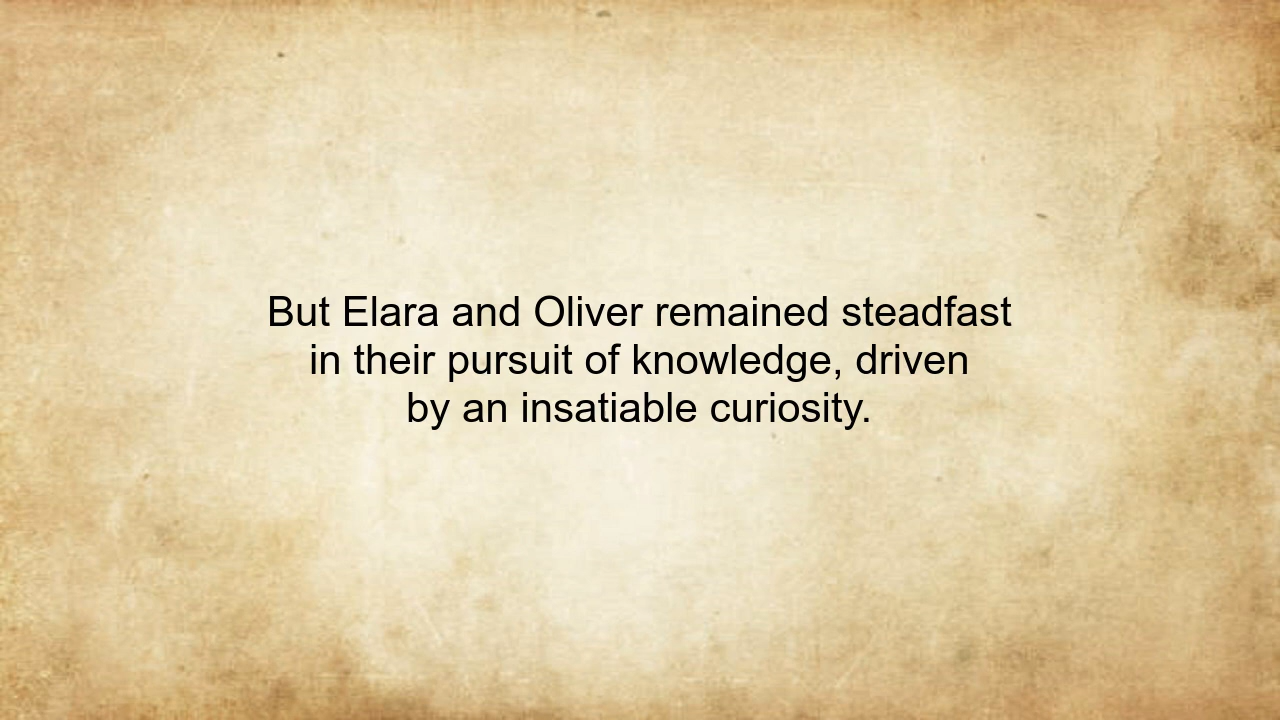 But Elara and Oliver remained steadfast
in their pursuit of knowledge, driven
by an insatiable curiosity.